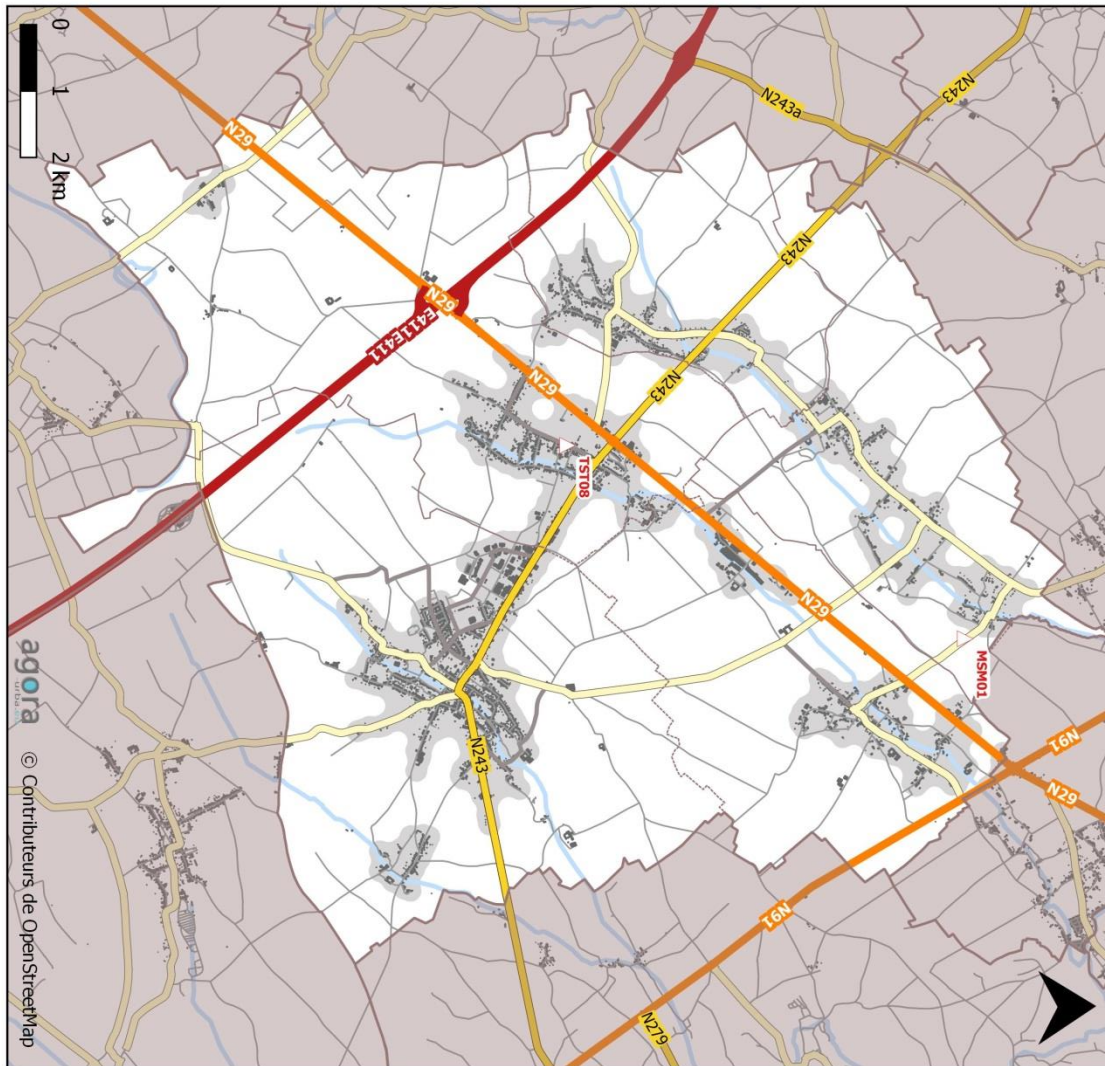 0 1 2 km
N29
N243a
N243
N243
N29
E411E411
N29
N243
TST08
N29
MSM01
N91
N29
N243
N91
N279
agora
© Contributeurs de OpenStreetMap